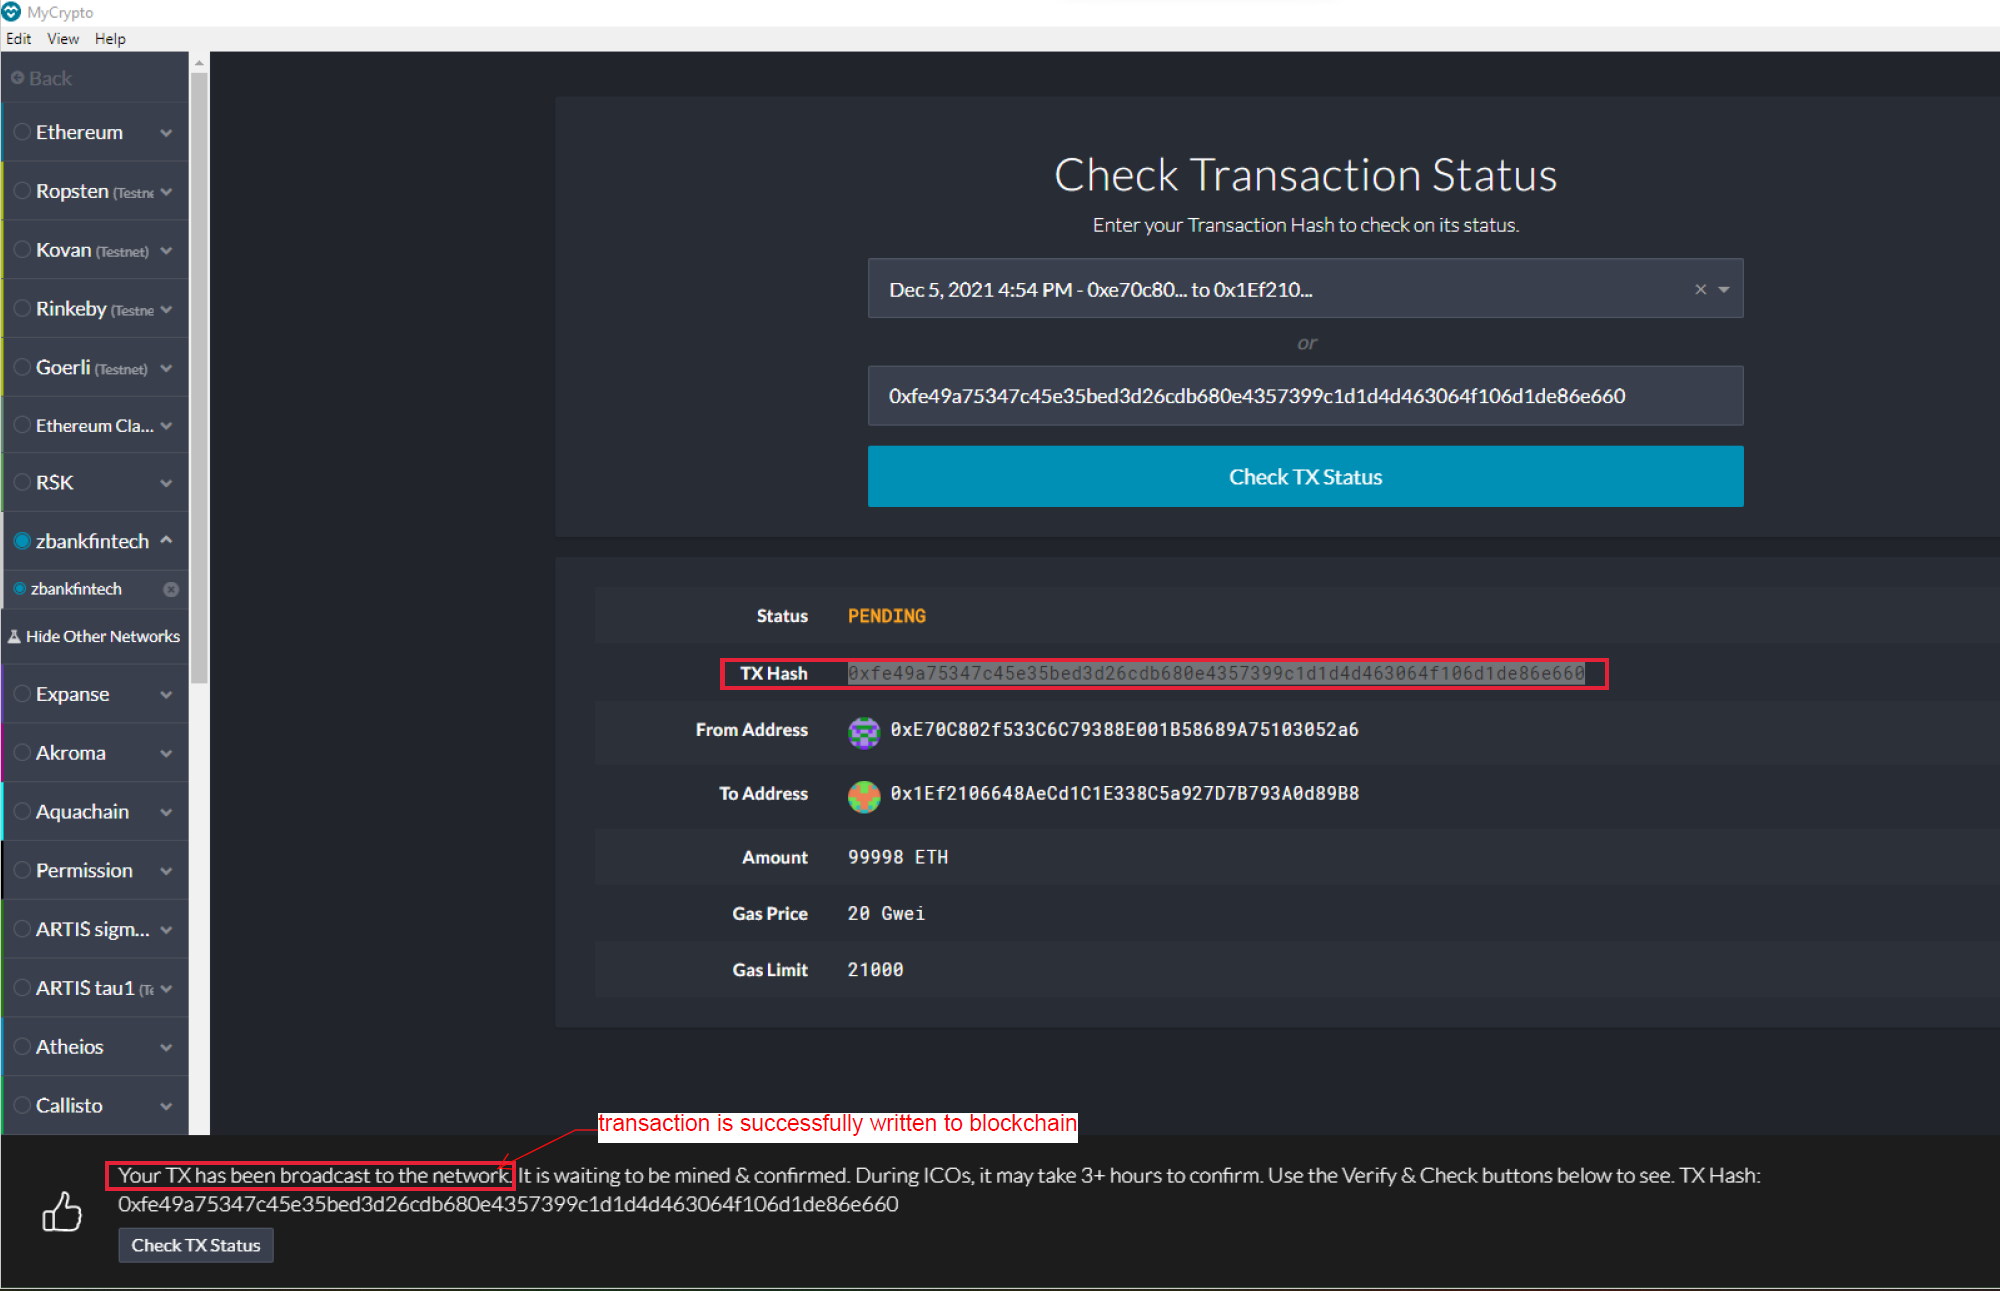 MyCrypto
Edit View Help
Back
Ethereum
Ropsten (Testne
Kovan (Testnet)
Rinkeby (Testne
Goerli (Testnet)
Ethereum Cla...
RSK
zbankfintech
zbankfintech
Hide Other Networks
Expanse
Akroma
Aquachain
Permission
ARTIS sigm...
ARTIS tau1 (Te
Atheios
Callisto
Check Transaction Status
Enter your Transaction Hash to check on its status.
Dec 5, 2021 4:54 PM - 0xe70c80... to 0x1Ef210...
or
0xfe49a75347c45e35bed3d26cdb680e4357399c1d1d4d463064f106d1de86e660
Check TX Status
Status PENDING
TX Hash 0xfe49a75347c45e35bed3d26cdb680e4357399c1d1d4d463064f106d1de86e660
From Address 0xE70C802f533C6C79388E001B58689A75103052a6
To Address 0x1Ef2106648AeCd1C1E338C5a927D7B793A0d89B8
Amount 99998 ETH
Gas Price 20 Gwei
Gas Limit 21000
transaction is successfully written to blockchain
Your TX has been broadcast to the network. It is waiting to be mined & confirmed. During ICOs, it may take 3+ hours to confirm. Use the Verify & Check buttons below to see. TX Hash:
0xfe49a75347c45e35bed3d26cdb680e4357399c1d1d4d463064f106d1de86e660
Check TX Status